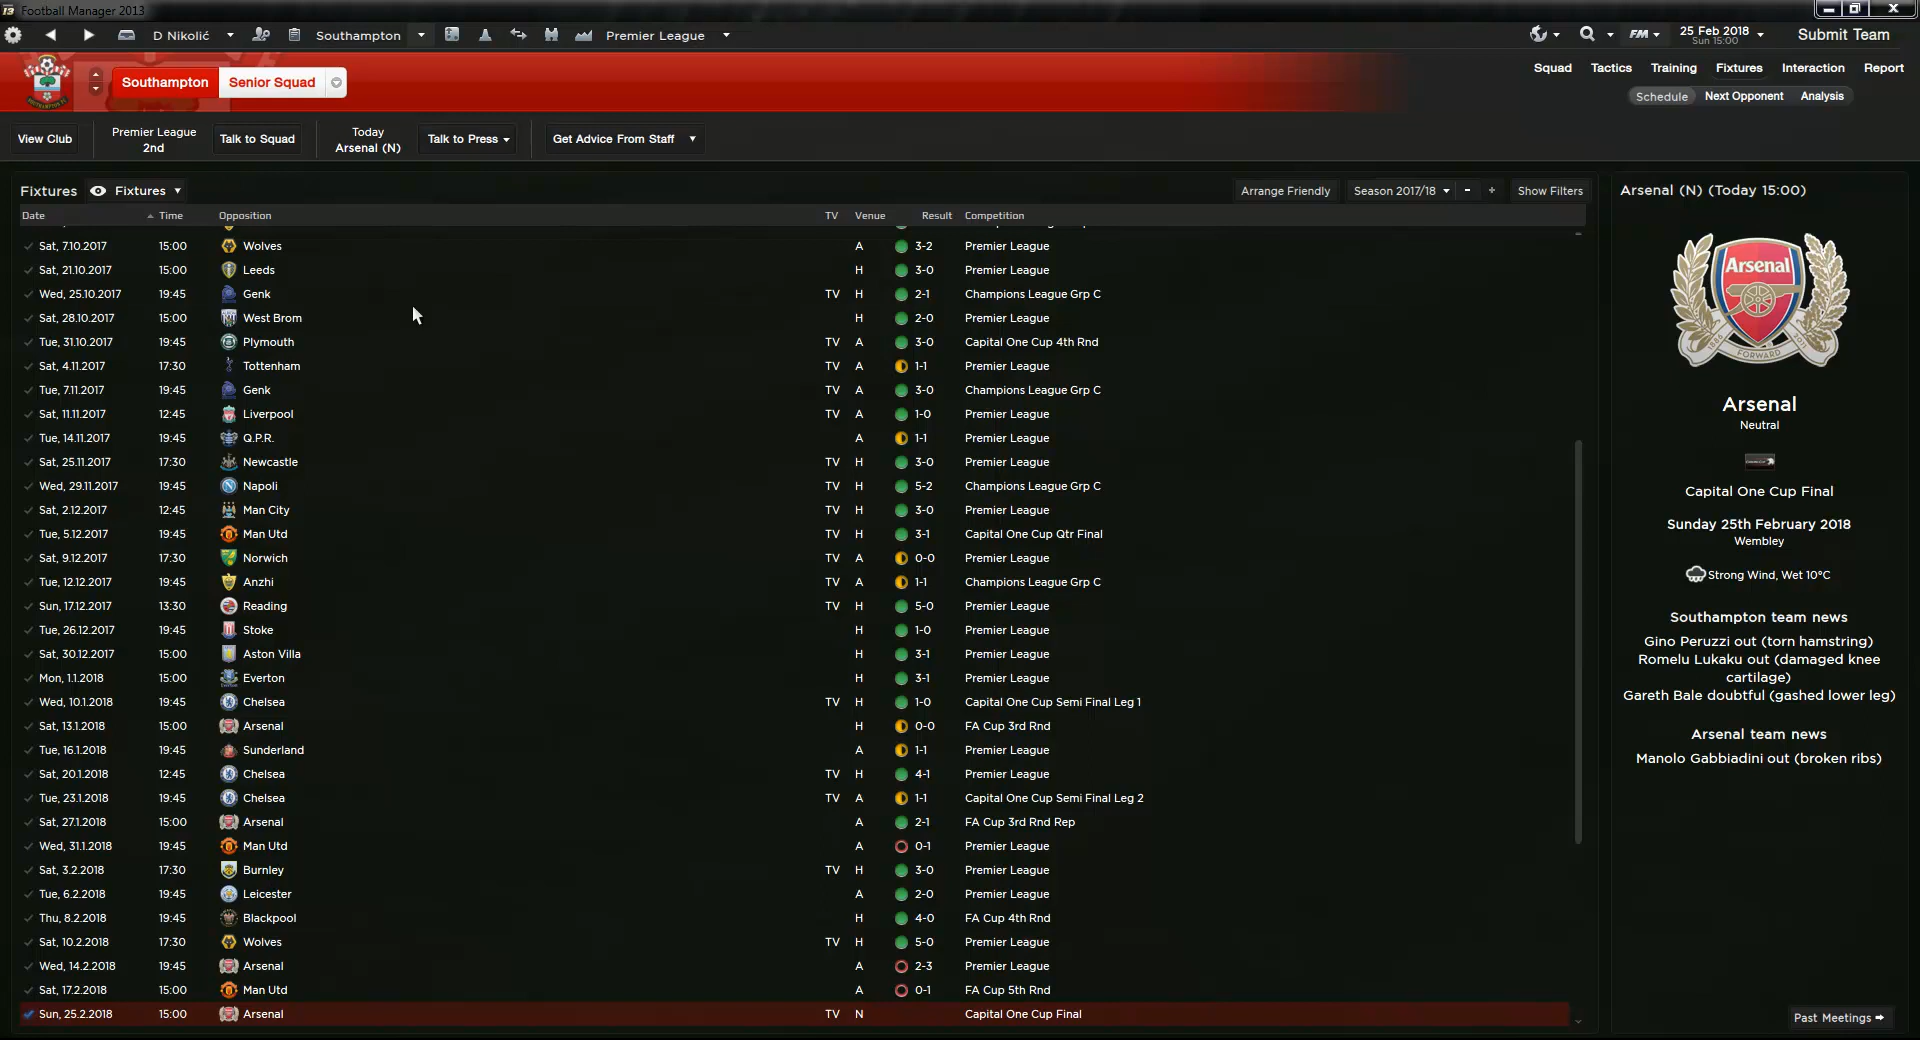 Football Manager 2013
D Nikolić Southampton Premier League FM 25 Feb 2018 Submit Team
Sun 15:00
Southampton Senior Squad
Squad Tactics Training Fixtures Interaction Report
Schedule Next Opponent Analysis
View Club Premier League 2nd Talk to Squad Today Arsenal (N) Talk to Press Get Advice From Staff
Fixtures Fixtures Arrange Friendly Season 2017/18 - + Show Filters
Date Time Opposition TV Venue Result Competition
Sat, 7.10.2017 15:00 Wolves A 3-2 Premier League
Sat, 21.10.2017 15:00 Leeds H 3-0 Premier League
Wed, 25.10.2017 19:45 Genk TV H 2-1 Champions League Grp C
Sat, 28.10.2017 15:00 West Brom H 2-0 Premier League
Tue, 31.10.2017 19:45 Plymouth TV A 3-0 Capital One Cup 4th Rnd
Sat, 4.11.2017 17:30 Tottenham TV A 1-1 Premier League
Tue, 7.11.2017 19:45 Genk TV A 3-0 Champions League Grp C
Sat, 11.11.2017 12:45 Liverpool TV A 1-0 Premier League
Tue, 14.11.2017 19:45 Q.P.R. A 1-1 Premier League
Sat, 25.11.2017 17:30 Newcastle TV H 3-0 Premier League
Wed, 29.11.2017 19:45 Napoli TV H 5-2 Champions League Grp C
Sat, 2.12.2017 12:45 Man City TV H 3-0 Premier League
Tue, 5.12.2017 19:45 Man Utd TV H 3-1 Capital One Cup Qtr Final
Sat, 9.12.2017 17:30 Norwich TV A 0-0 Premier League
Tue, 12.12.2017 19:45 Anzhi TV A 1-1 Champions League Grp C
Sun, 17.12.2017 13:30 Reading TV H 5-0 Premier League
Tue, 26.12.2017 19:45 Stoke H 1-0 Premier League
Sat, 30.12.2017 15:00 Aston Villa H 3-1 Premier League
Mon, 1.1.2018 15:00 Everton H 3-1 Premier League
Wed, 10.1.2018 19:45 Chelsea TV H 1-0 Capital One Cup Semi Final Leg 1
Sat, 13.1.2018 15:00 Arsenal H 0-0 FA Cup 3rd Rnd
Tue, 16.1.2018 19:45 Sunderland A 1-1 Premier League
Sat, 20.1.2018 12:45 Chelsea TV H 4-1 Premier League
Tue, 23.1.2018 19:45 Chelsea TV A 1-1 Capital One Cup Semi Final Leg 2
Sat, 27.1.2018 15:00 Arsenal A 2-1 FA Cup 3rd Rnd Rep
Wed, 31.1.2018 19:45 Man Utd A 0-1 Premier League
Sat, 3.2.2018 17:30 Burnley TV H 3-0 Premier League
Tue, 6.2.2018 19:45 Leicester A 2-0 Premier League
Thu, 8.2.2018 19:45 Blackpool H 4-0 FA Cup 4th Rnd
Sat, 10.2.2018 17:30 Wolves TV H 5-0 Premier League
Wed, 14.2.2018 19:45 Arsenal A 2-3 Premier League
Sat, 17.2.2018 15:00 Man Utd A 0-1 FA Cup 5th Rnd
Sun, 25.2.2018 15:00 Arsenal TV N Capital One Cup Final
Arsenal (N) (Today 15:00)
Arsenal
1886 FORWARD
Arsenal
Neutral
Capital One Cup Final
Sunday 25th February 2018
Wembley
Strong Wind, Wet 10°C
Southampton team news
Gino Peruzzi out (torn hamstring)
Romelu Lukaku out (damaged knee
cartilage)
Gareth Bale doubtful (gashed lower leg)
Arsenal team news
Manolo Gabbiadini out (broken ribs)
Past Meetings